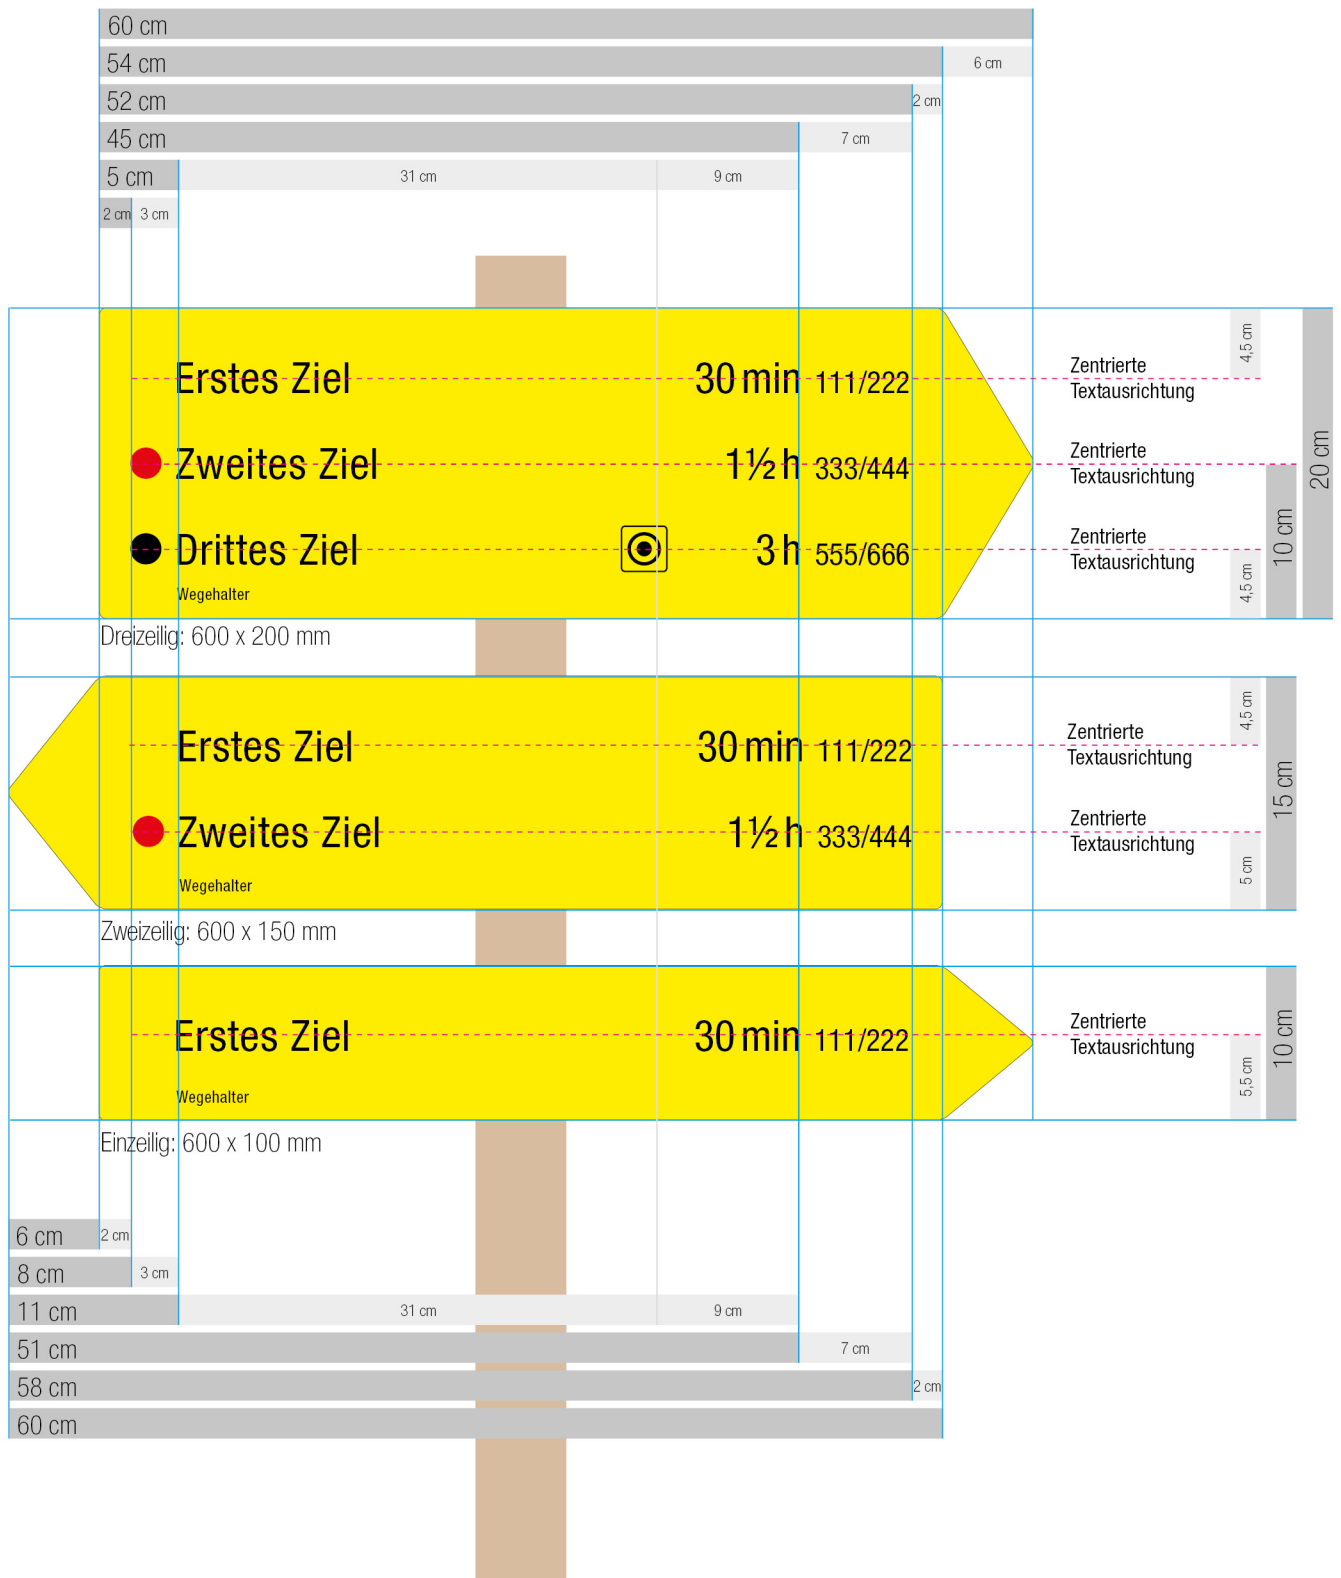 60 cm
54 cm 6 cm
52 cm 2 cm
45 cm 7 cm
5 cm 31 cm 9 cm
2 cm 3 cm
Erstes Ziel 30 min 111/222
Zentrierte
Textausrichtung
4,5 cm
Zweites Ziel 1½ h 333/444
Zentrierte
Textausrichtung
20 cm
10 cm
Drittes Ziel 3 h 555/666
Zentrierte
Textausrichtung
4,5 cm
Wegehalter
Dreizeilig: 600 x 200 mm
Erstes Ziel 30 min 111/222
Zentrierte
Textausrichtung
4,5 cm
15 cm
Zweites Ziel 1½ h 333/444
Zentrierte
Textausrichtung
5 cm
Wegehalter
Zweizeilig: 600 x 150 mm
Erstes Ziel 30 min 111/222
Zentrierte
Textausrichtung
10 cm
5,5 cm
Wegehalter
Einzeilig: 600 x 100 mm
6 cm 2 cm
8 cm 3 cm
11 cm 31 cm 9 cm
51 cm 7 cm
58 cm 2 cm
60 cm